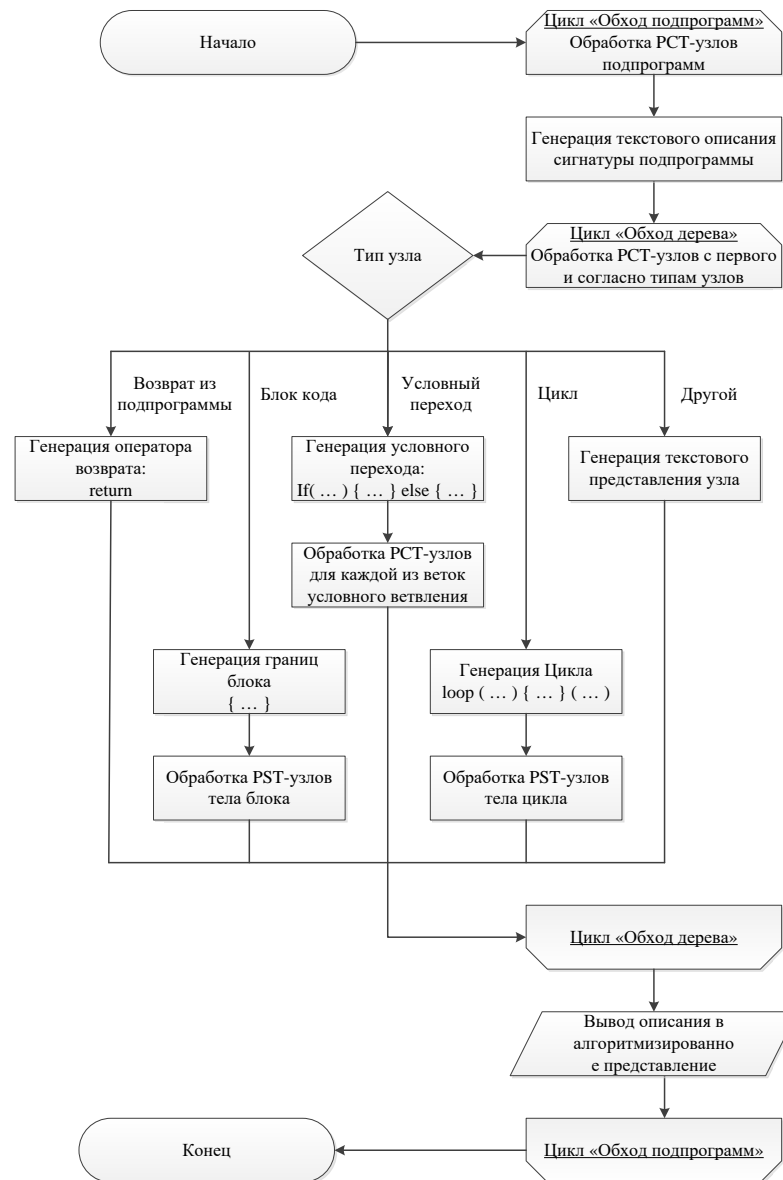 Начало
Цикл «Обход подпрограмм»
Обработка РСТ-узлов
подпрограмм
Генерация текстового описания
сигнатуры подпрограммы
Цикл «Обход дерева»
Обработка РСТ-узлов с первого
и согласно типам узлов
Тип узла
Возврат из
подпрограммы
Блок кода
Условный
переход
Цикл
Другой
Генерация оператора
возврата:
return
Генерация условного
перехода:
If( … ) { … } else { … }
Генерация текстового
представления узла
Обработка РСТ-узлов
для каждой из веток
условного ветвления
Генерация границ
блока
{ … }
Генерация Цикла
loop ( … ) { … } ( … )
Обработка PST-узлов
тела блока
Обработка PST-узлов
тела цикла
Цикл «Обход дерева»
Вывод описания в
алгоритмизированно
е представление
Цикл «Обход подпрограмм»
Конец